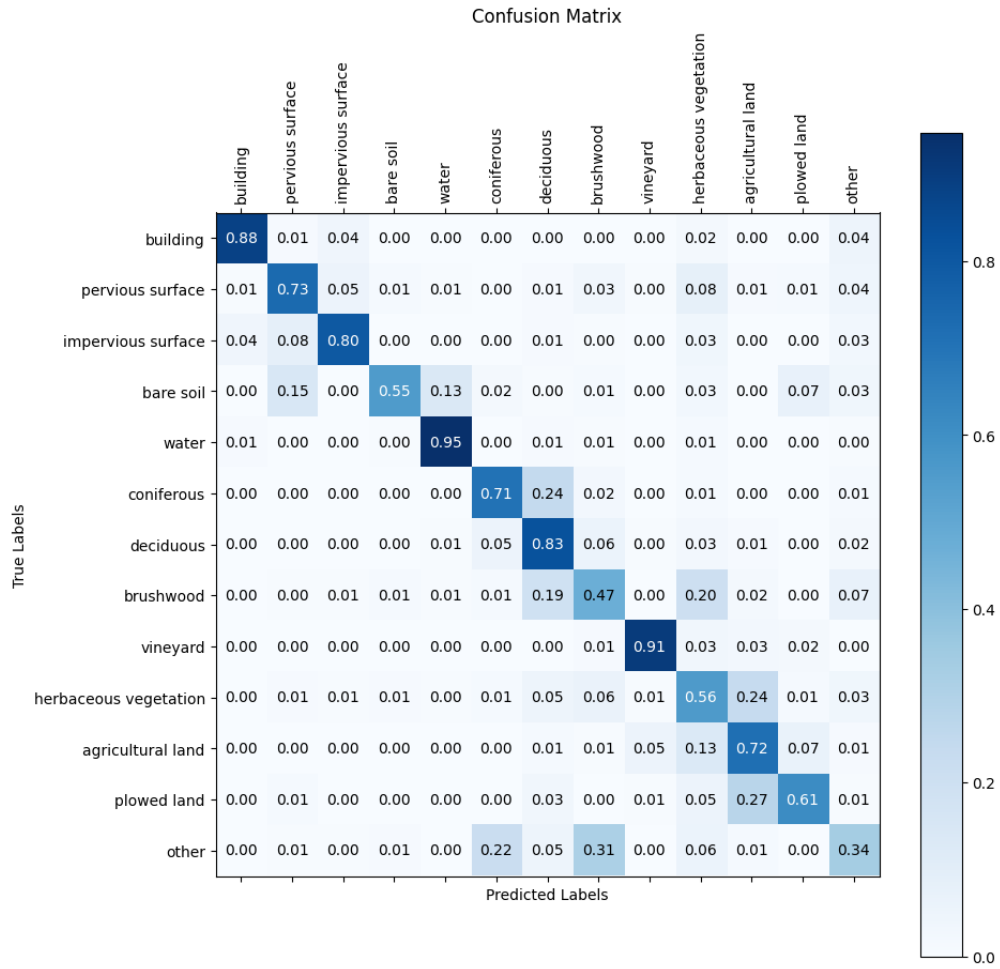 Confusion Matrix
building
pervious surface
impervious surface
bare soil
water
coniferous
deciduous
brushwood
vineyard
herbaceous vegetation
agricultural land
plowed land
other
building 0.88 0.01 0.04 0.00 0.00 0.00 0.00 0.00 0.00 0.02 0.00 0.00 0.04
pervious surface 0.01 0.73 0.05 0.01 0.01 0.00 0.01 0.03 0.00 0.08 0.01 0.01 0.04
impervious surface 0.04 0.08 0.80 0.00 0.00 0.00 0.01 0.00 0.00 0.03 0.00 0.00 0.03
bare soil 0.00 0.15 0.00 0.55 0.13 0.02 0.00 0.01 0.00 0.03 0.00 0.07 0.03
water 0.01 0.00 0.00 0.00 0.95 0.00 0.01 0.01 0.00 0.01 0.00 0.00 0.00
coniferous 0.00 0.00 0.00 0.00 0.00 0.71 0.24 0.02 0.00 0.01 0.00 0.00 0.01
deciduous 0.00 0.00 0.00 0.00 0.01 0.05 0.83 0.06 0.00 0.03 0.01 0.00 0.02
brushwood 0.00 0.00 0.01 0.01 0.01 0.01 0.19 0.47 0.00 0.20 0.02 0.00 0.07
vineyard 0.00 0.00 0.00 0.00 0.00 0.00 0.00 0.01 0.91 0.03 0.03 0.02 0.00
herbaceous vegetation 0.00 0.01 0.01 0.01 0.00 0.01 0.05 0.06 0.01 0.56 0.24 0.01 0.03
agricultural land 0.00 0.00 0.00 0.00 0.00 0.00 0.01 0.01 0.05 0.13 0.72 0.07 0.01
plowed land 0.00 0.01 0.00 0.00 0.00 0.00 0.03 0.00 0.01 0.05 0.27 0.61 0.01
other 0.00 0.01 0.00 0.01 0.00 0.22 0.05 0.31 0.00 0.06 0.01 0.00 0.34
True Labels
Predicted Labels
0.8
0.6
0.4
0.2
0.0